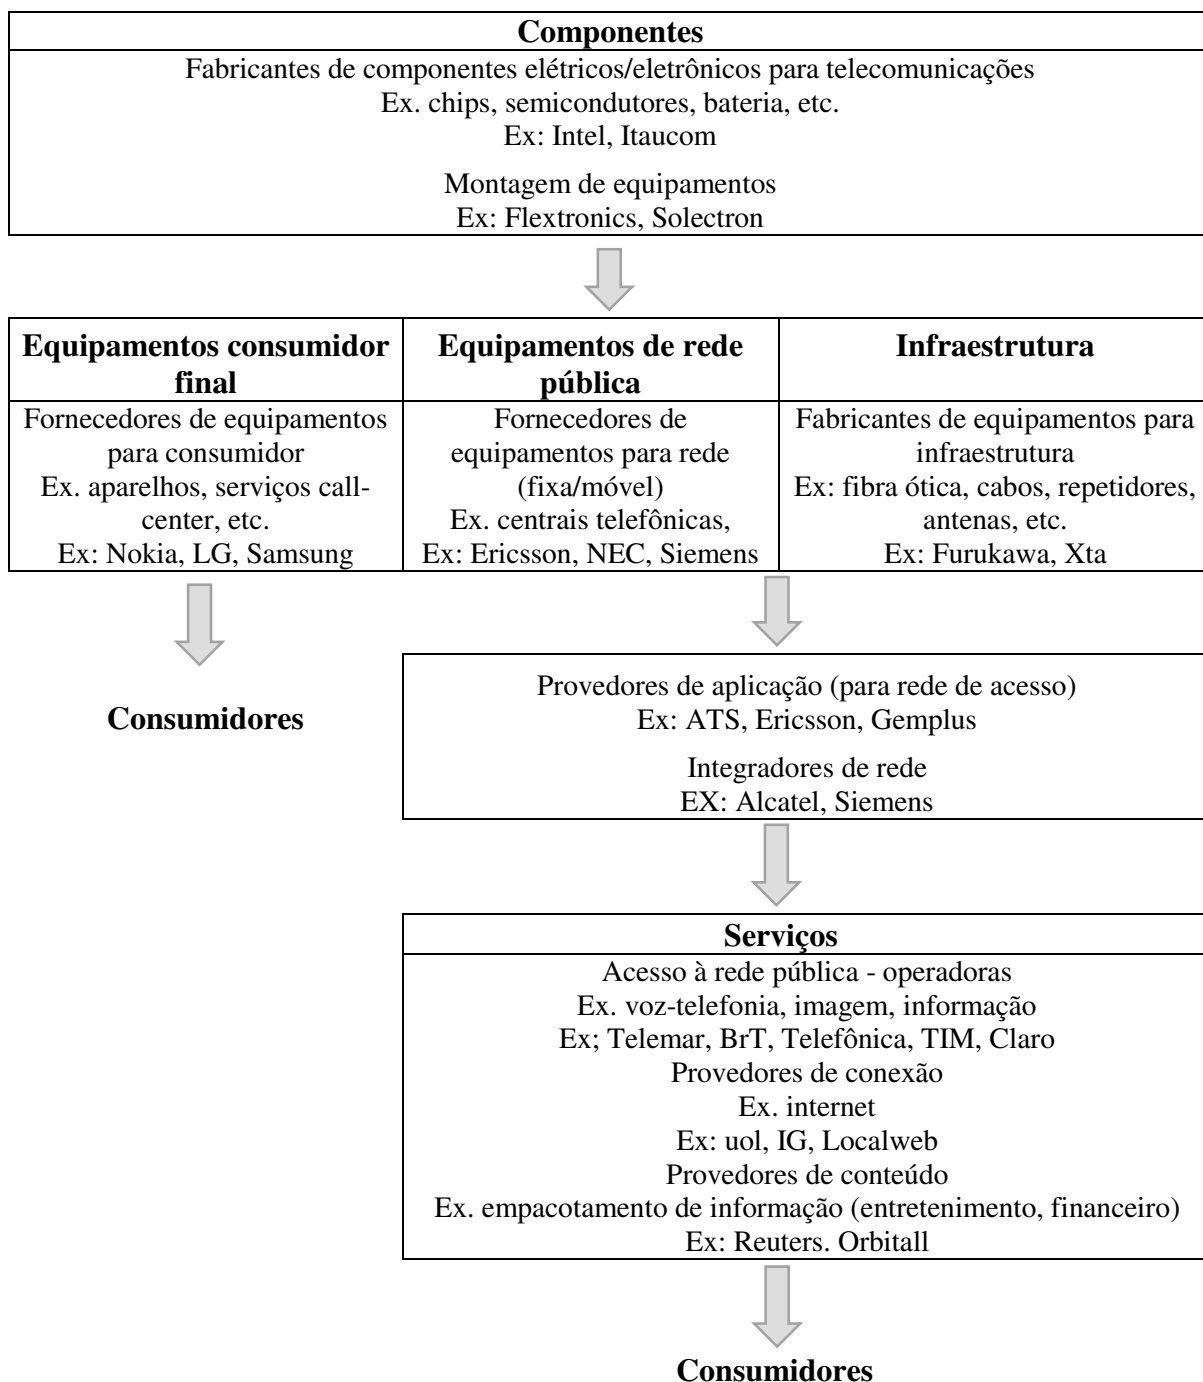 Componentes
Fabricantes de componentes elétricos/eletrônicos para telecomunicações
Ex. chips, semicondutores, bateria, etc.
Ex: Intel, Itaucom
Montagem de equipamentos
Ex: Flextronics, Solectron
Equipamentos consumidor
final
Fornecedores de equipamentos
para consumidor
Ex. aparelhos, serviços call-
center, etc.
Ex: Nokia, LG, Samsung
Equipamentos de rede
pública
Fornecedores de
equipamentos para rede
(fixa/móvel)
Ex. centrais telefônicas,
Ex: Ericsson, NEC, Siemens
Infraestrutura
Fabricantes de equipamentos para
infraestrutura
Ex: fibra ótica, cabos, repetidores,
antenas, etc.
Ex: Furukawa, Xta
Consumidores
Provedores de aplicação (para rede de acesso)
Ex: ATS, Ericsson, Gemplus
Integradores de rede
EX: Alcatel, Siemens
Serviços
Acesso à rede pública - operadoras
Ex. voz-telefonia, imagem, informação
Ex; Telemar, BrT, Telefônica, TIM, Claro
Provedores de conexão
Ex. internet
Ex: uol, IG, Localweb
Provedores de conteúdo
Ex. empacotamento de informação (entretenimento, financeiro)
Ex: Reuters. Orbitall
Consumidores